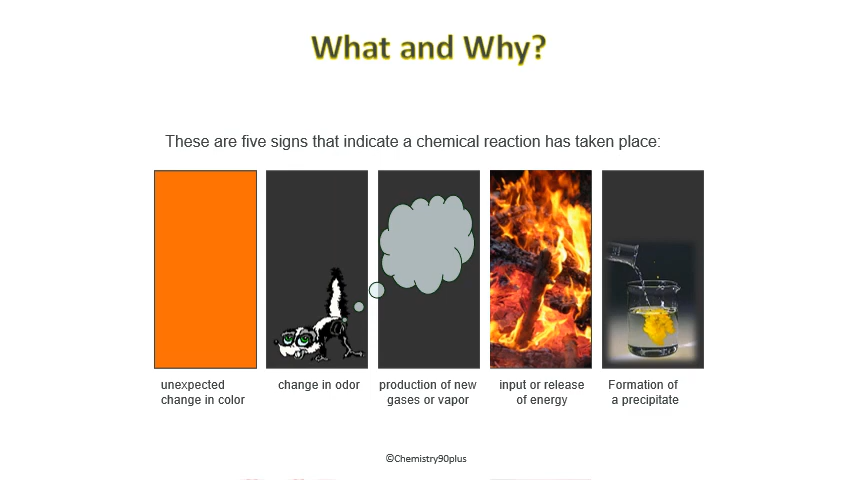 What and Why?
These are five signs that indicate a chemical reaction has taken place:
unexpected
change in color
change in odor
production of new
gases or vapor
input or release
of energy
Formation of
a precipitate
©Chemistry90plus